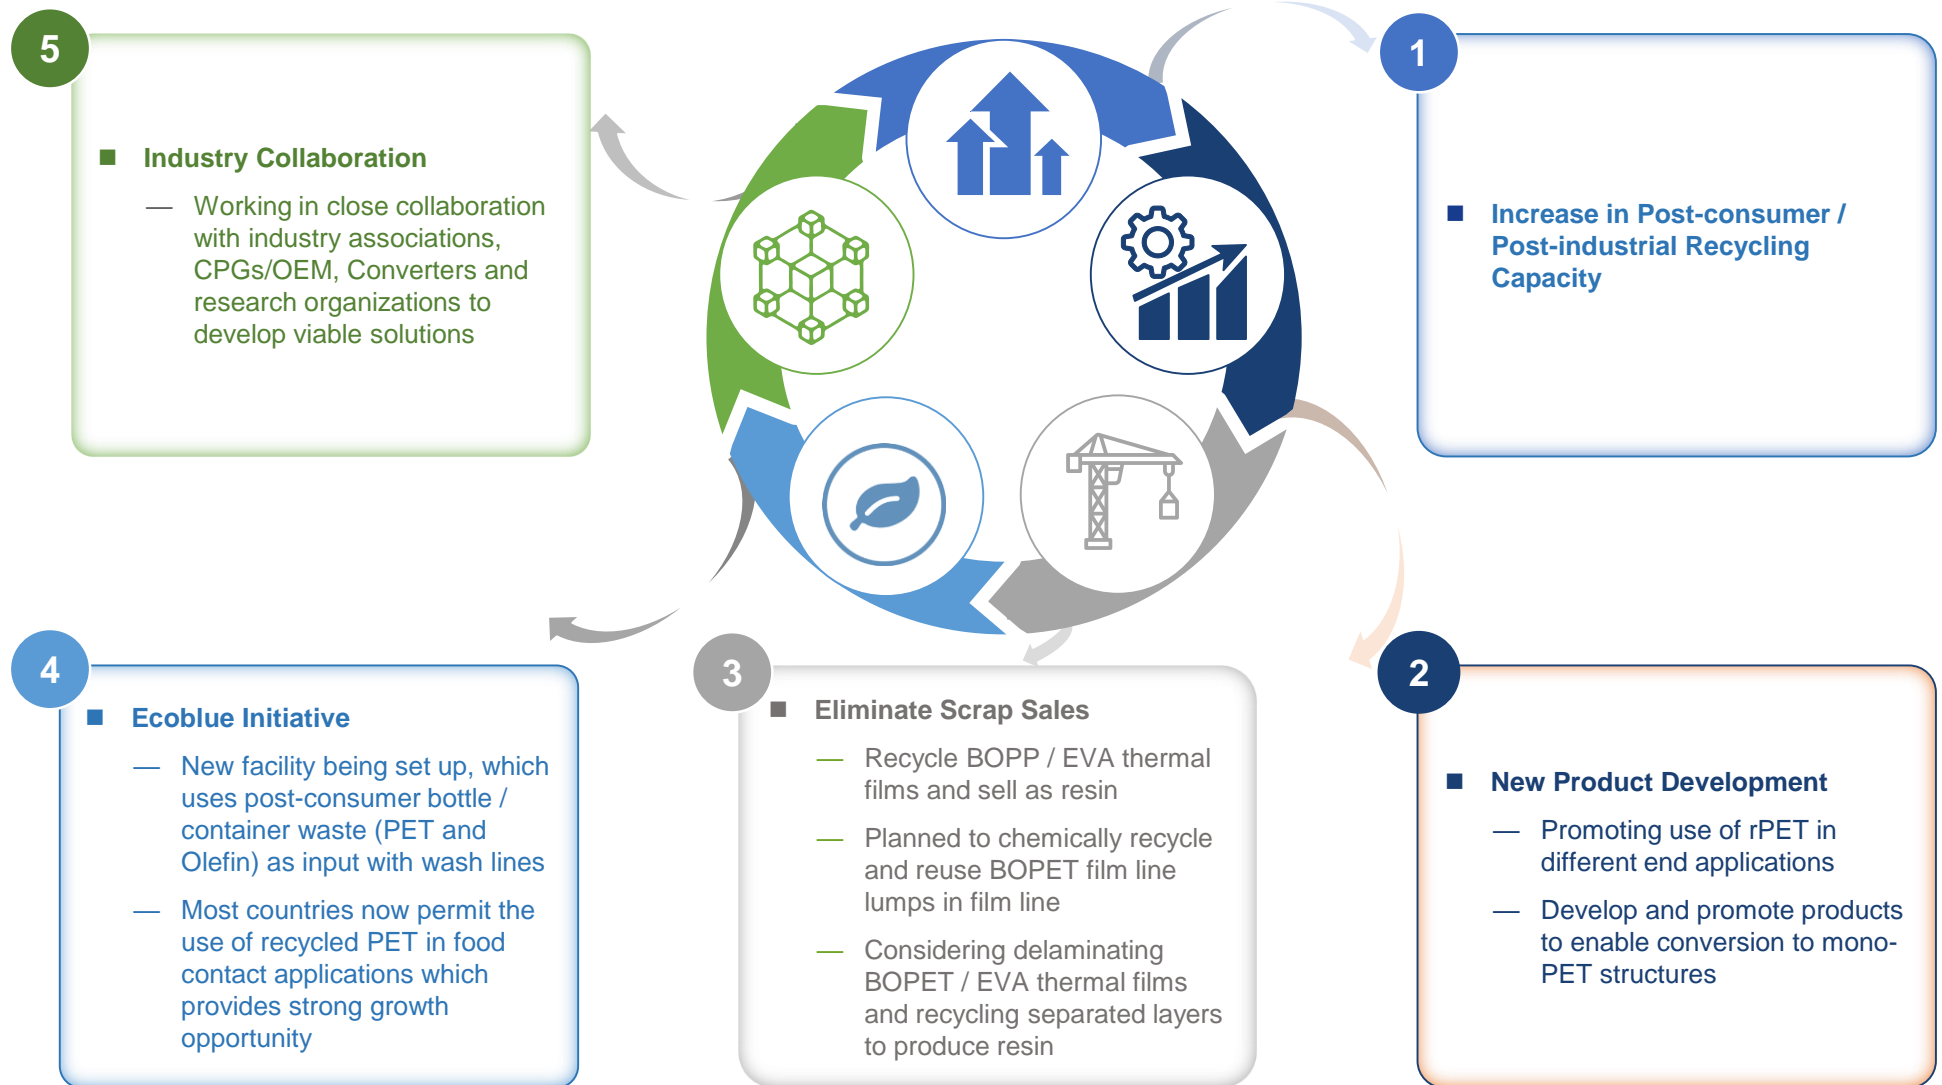 5
■ Industry Collaboration
— Working in close collaboration
with industry associations,
CPGs/OEM, Converters and
research organizations to
develop viable solutions
1
■ Increase in Post-consumer /
Post-industrial Recycling
Capacity
4
■ Ecoblue Initiative
— New facility being set up, which
uses post-consumer bottle /
container waste (PET and
Olefin) as input with wash lines
— Most countries now permit the
use of recycled PET in food
contact applications which
provides strong growth
opportunity
3
■ Eliminate Scrap Sales
— Recycle BOPP / EVA thermal
films and sell as resin
— Planned to chemically recycle
and reuse BOPET film line
lumps in film line
— Considering delaminating
BOPET / EVA thermal films
and recycling separated layers
to produce resin
2
■ New Product Development
— Promoting use of rPET in
different end applications
— Develop and promote products
to enable conversion to mono-
PET structures